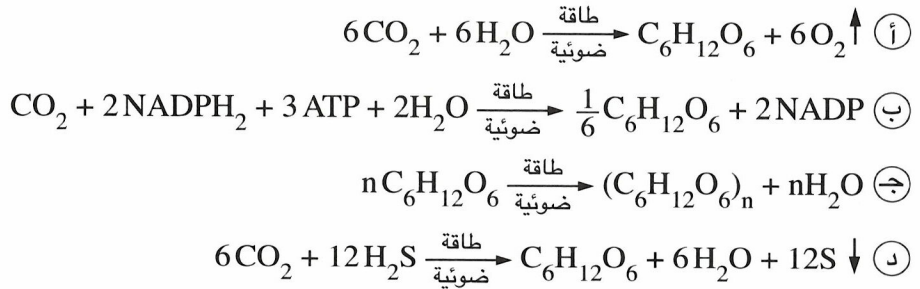 أ 6CO₂ + 6H₂O —طاقة ضوئية→ C₆H₁₂O₆ + 6O₂↑
ب CO₂ + 2NADPH₂ + 3ATP + 2H₂O —طاقة ضوئية→ 1/6 C₆H₁₂O₆ + 2NADP
ج nC₆H₁₂O₆ —طاقة ضوئية→ (C₆H₁₂O₆)ₙ + nH₂O
د 6CO₂ + 12H₂S —طاقة ضوئية→ C₆H₁₂O₆ + 6H₂O + 12S↓